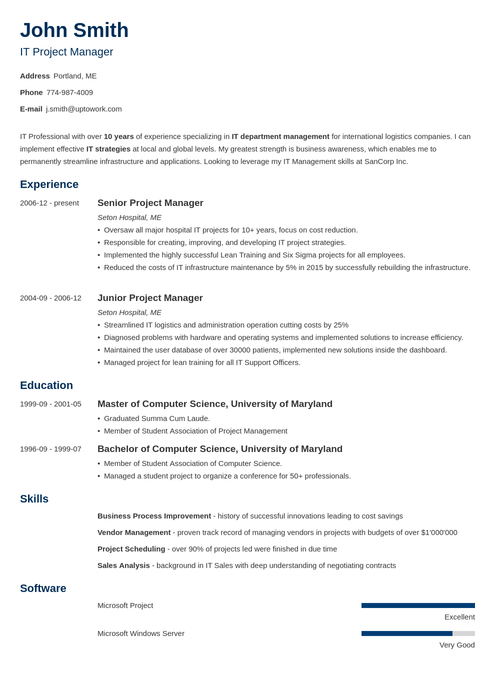 John Smith
IT Project Manager
Address Portland, ME
Phone 774-987-4009
E-mail j.smith@uptowork.com
IT Professional with over 10 years of experience specializing in IT department management for international logistics companies. I can
implement effective IT strategies at local and global levels. My greatest strength is business awareness, which enables me to
permanently streamline infrastructure and applications. Looking to leverage my IT Management skills at SanCorp Inc.
Experience
2006-12 - present Senior Project Manager
Seton Hospital, ME
• Oversaw all major hospital IT projects for 10+ years, focus on cost reduction.
• Responsible for creating, improving, and developing IT project strategies.
• Implemented the highly successful Lean Training and Six Sigma projects for all employees.
• Reduced the costs of IT infrastructure maintenance by 5% in 2015 by successfully rebuilding the infrastructure.
2004-09 - 2006-12 Junior Project Manager
Seton Hospital, ME
• Streamlined IT logistics and administration operation cutting costs by 25%
• Diagnosed problems with hardware and operating systems and implemented solutions to increase efficiency.
• Maintained the user database of over 30000 patients, implemented new solutions inside the dashboard.
• Managed project for lean training for all IT Support Officers.
Education
1999-09 - 2001-05 Master of Computer Science, University of Maryland
• Graduated Summa Cum Laude.
• Member of Student Association of Project Management
1996-09 - 1999-07 Bachelor of Computer Science, University of Maryland
• Member of Student Association of Computer Science.
• Managed a student project to organize a conference for 50+ professionals.
Skills
Business Process Improvement - history of successful innovations leading to cost savings
Vendor Management - proven track record of managing vendors in projects with budgets of over $1'000'000
Project Scheduling - over 90% of projects led were finished in due time
Sales Analysis - background in IT Sales with deep understanding of negotiating contracts
Software
Microsoft Project
Excellent
Microsoft Windows Server
Very Good